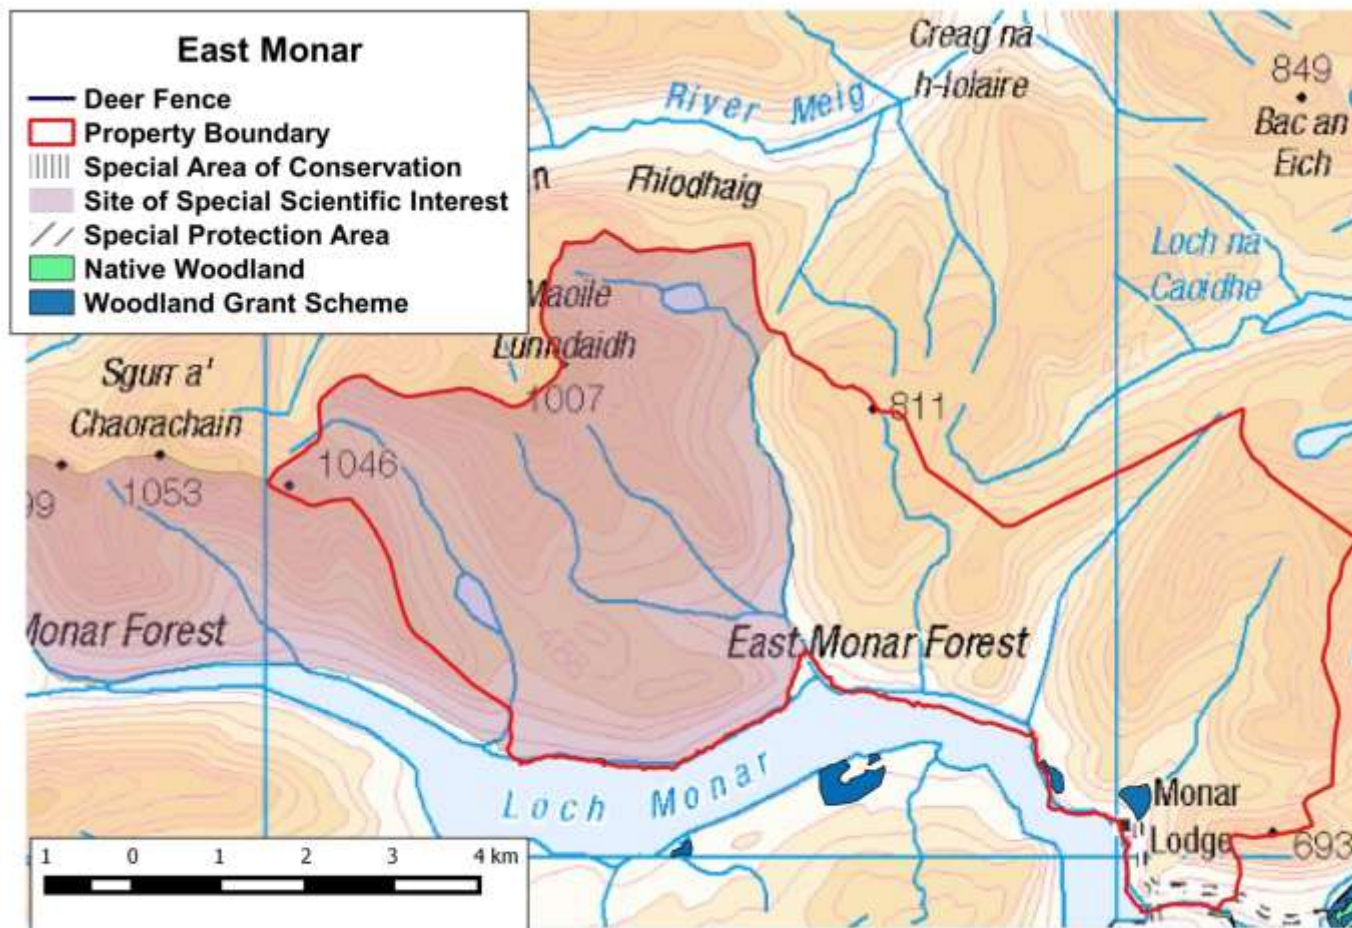 East Monar
Deer Fence
Property Boundary
Special Area of Conservation
Site of Special Scientific Interest
Special Protection Area
Native Woodland
Woodland Grant Scheme
Creag na
h-Iolaire
849
Bac an
Eich
River Meig
n Fhiodhaig
Loch na
Caoidhe
Maoile
Lunndaidh
1007
Sgurr a'
Chaorachain
811
1046
99
1053
Monar Forest
East Monar Forest
Loch Monar
Monar
Lodge
693
1 0 1 2 3 4 km